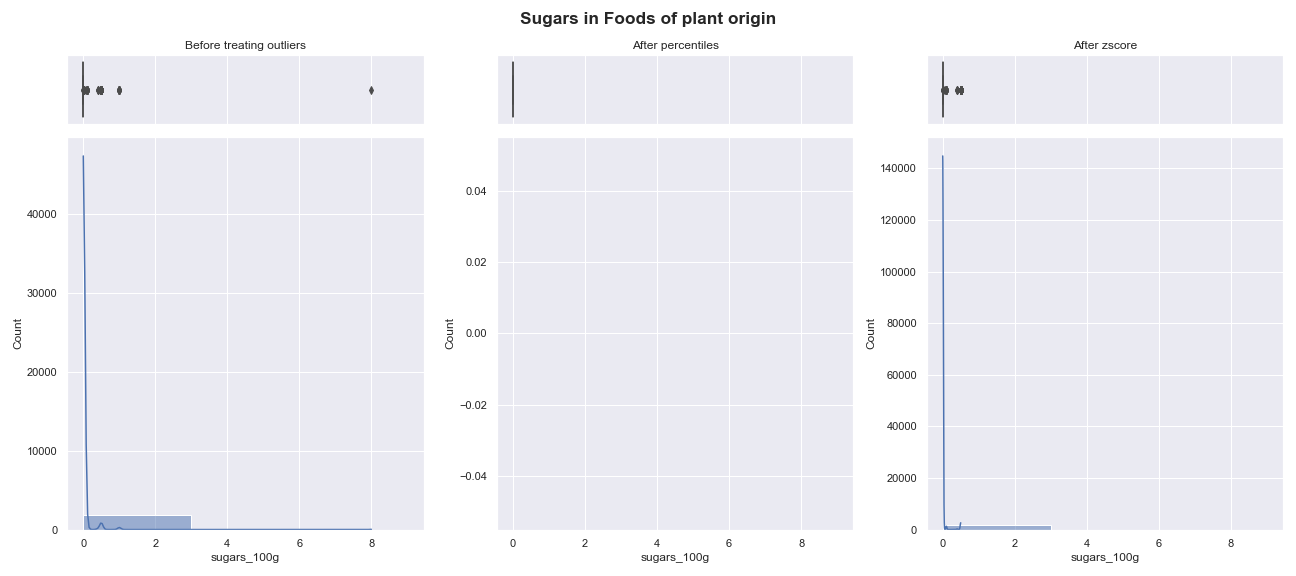 Sugars in Foods of plant origin
Before treating outliers
After percentiles
After zscore
40000
30000
20000
10000
0
Count
0 2 4 6 8
sugars_100g
0.04
0.02
0.00
−0.02
−0.04
Count
0 2 4 6 8
sugars_100g
140000
120000
100000
80000
60000
40000
20000
0
Count
0 2 4 6 8
sugars_100g